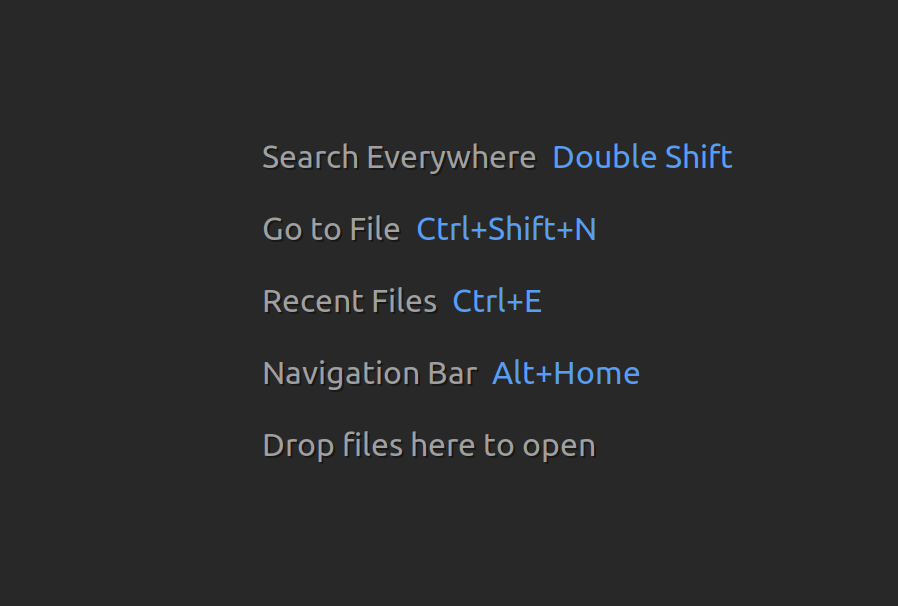 Search Everywhere Double Shift
Go to File Ctrl+Shift+N
Recent Files Ctrl+E
Navigation Bar Alt+Home
Drop files here to open